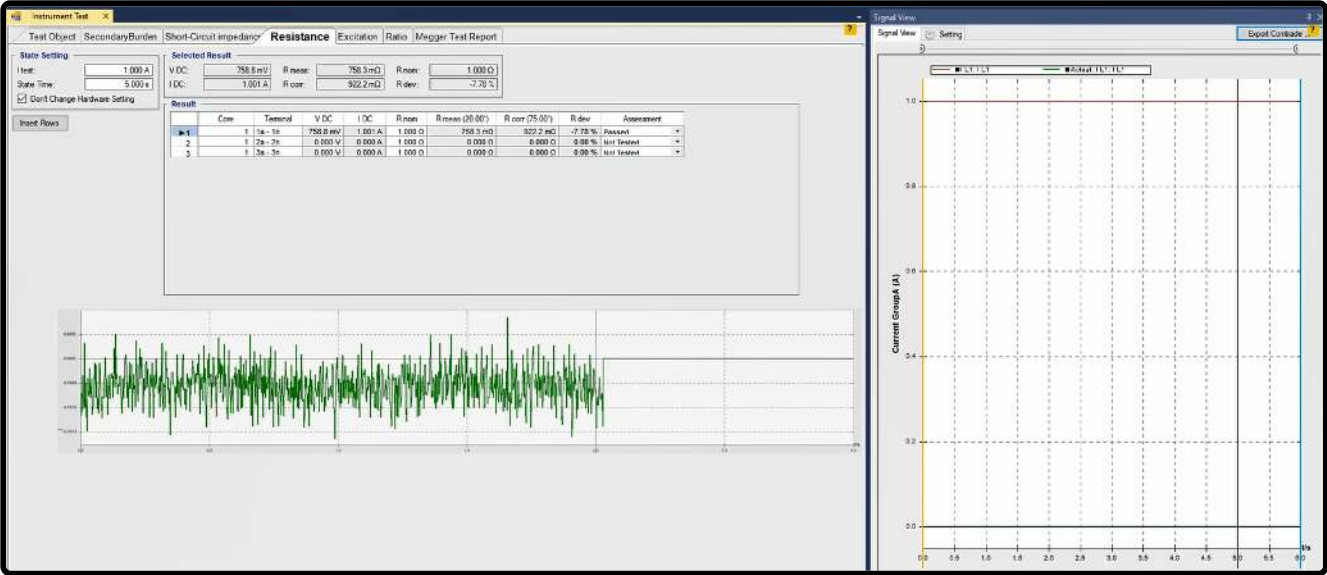 Instrument Test X
Test Object SecondaryBurden Short-Circuit impedance Resistance Excitation Ratio Megger Test Report
?
State Setting
I test: 1.000 A
State Time: 5.000 s
Don't Change Hardware Setting
Insert Rows
Selected Result
V DC: 758.8 mV R meas: 758.3 mΩ R nom: 1.000 Ω
I DC: 1.001 A R corr: 922.2 mΩ R dev: -7.78 %
Result
Core Terminal V DC I DC R nom R meas (20.00°) R corr (75.00°) R dev Assessment
1 1 1a - 1n 758.8 mV 1.001 A 1.000 Ω 758.3 mΩ 922.2 mΩ -7.78 % Passed
2 1 2a - 2n 0.000 V 0.000 A 1.000 Ω 0.000 Ω 0.000 Ω 0.00 % Not Tested
3 1 3a - 3n 0.000 V 0.000 A 1.000 Ω 0.000 Ω 0.000 Ω 0.00 % Not Tested
Signal View
Signal View Setting Export Comtrade ?
I L1: I L1 Actual: I L1: I L1
Current GroupA (A)
1.0
0.8
0.6
0.4
0.2
0.0
0.0 0.5 1.0 1.5 2.0 2.5 3.0 3.5 4.0 4.5 5.0 5.5 6.0 t/s